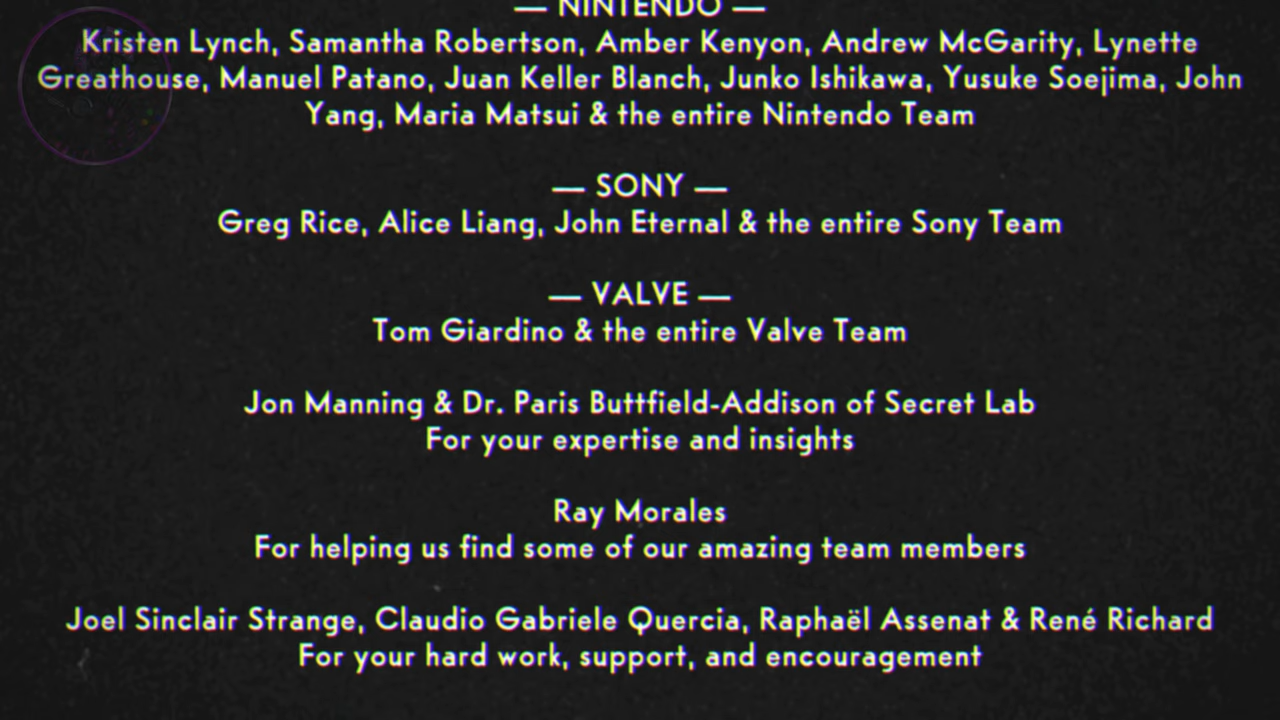 — NINTENDO —
Kristen Lynch, Samantha Robertson, Amber Kenyon, Andrew McGarity, Lynette
Greathouse, Manuel Patano, Juan Keller Blanch, Junko Ishikawa, Yusuke Soejima, John
Yang, Maria Matsui & the entire Nintendo Team
— SONY —
Greg Rice, Alice Liang, John Eternal & the entire Sony Team
— VALVE —
Tom Giardino & the entire Valve Team
Jon Manning & Dr. Paris Buttfield-Addison of Secret Lab
For your expertise and insights
Ray Morales
For helping us find some of our amazing team members
Joel Sinclair Strange, Claudio Gabriele Quercia, Raphaël Assenat & René Richard
For your hard work, support, and encouragement